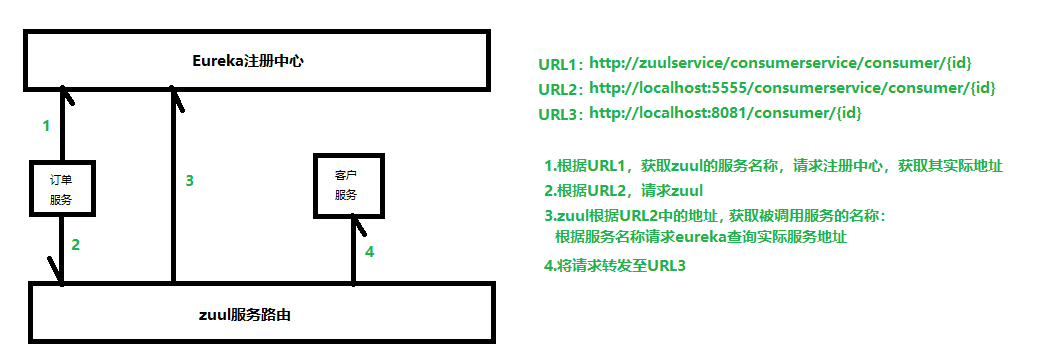 Eureka注册中心
URL1：http://zuulservice/consumerservice/consumer/{id}
URL2：http://localhost:5555/consumerservice/consumer/{id}
URL3：http://localhost:8081/consumer/{id}
1
订单
服务
3
客户
服务
2
4
1.根据URL1，获取zuul的服务名称，请求注册中心，获取其实际地址
2.根据URL2，请求zuul
3.zuul根据URL2中的地址，获取被调用服务的名称：
根据服务名称请求eureka查询实际服务地址
4.将请求转发至URL3
zuul服务路由